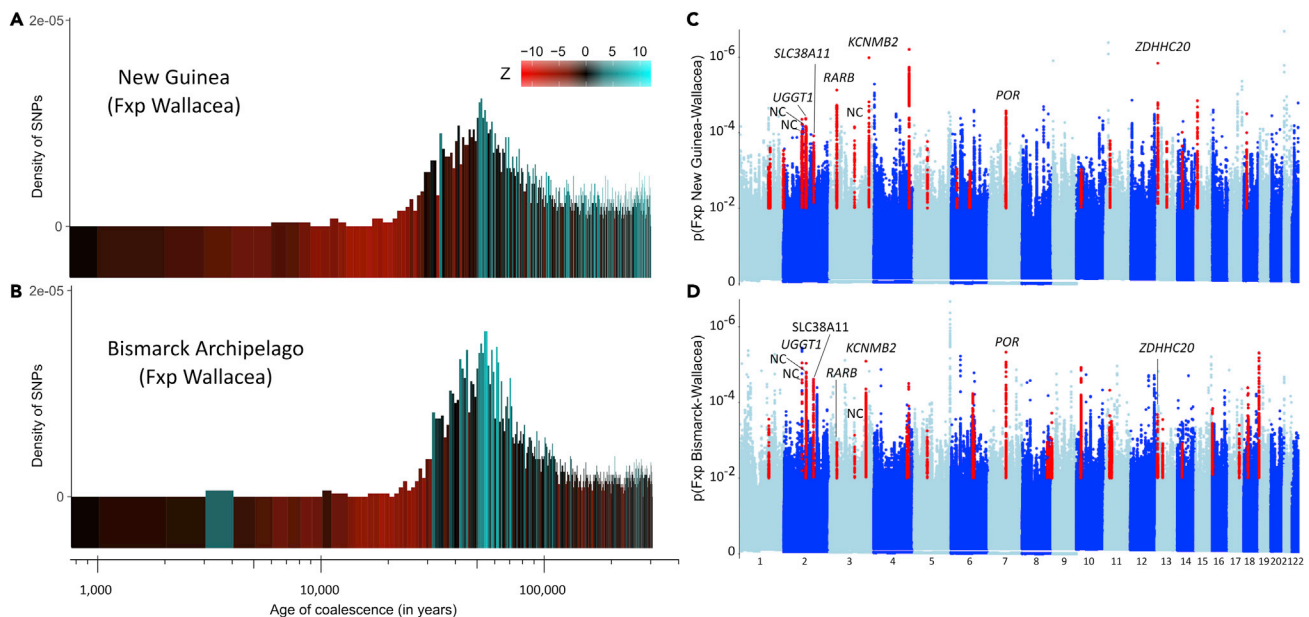 A
2e-05
New Guinea
(Fxp Wallacea)
Z
−10 −5 0 5 10
Density of SNPs
0
B
2e-05
Bismarck Archipelago
(Fxp Wallacea)
Density of SNPs
0
1,000 10,000 100,000
Age of coalescence (in years)
C
p(Fxp New Guinea-Wallacea)
10-6
10-4
10-2
0
KCNMB2
SLC38A11
ZDHHC20
RARB
UGGT1
POR
NC
NC
NC
D
p(Fxp Bismarck-Wallacea)
10-6
10-4
10-2
0
SLC38A11
UGGT1
KCNMB2
POR
ZDHHC20
NC
NC
RARB
NC
1 2 3 4 5 6 7 8 9 10 11 12 13 14 15 16 17 18 19 20 21 22